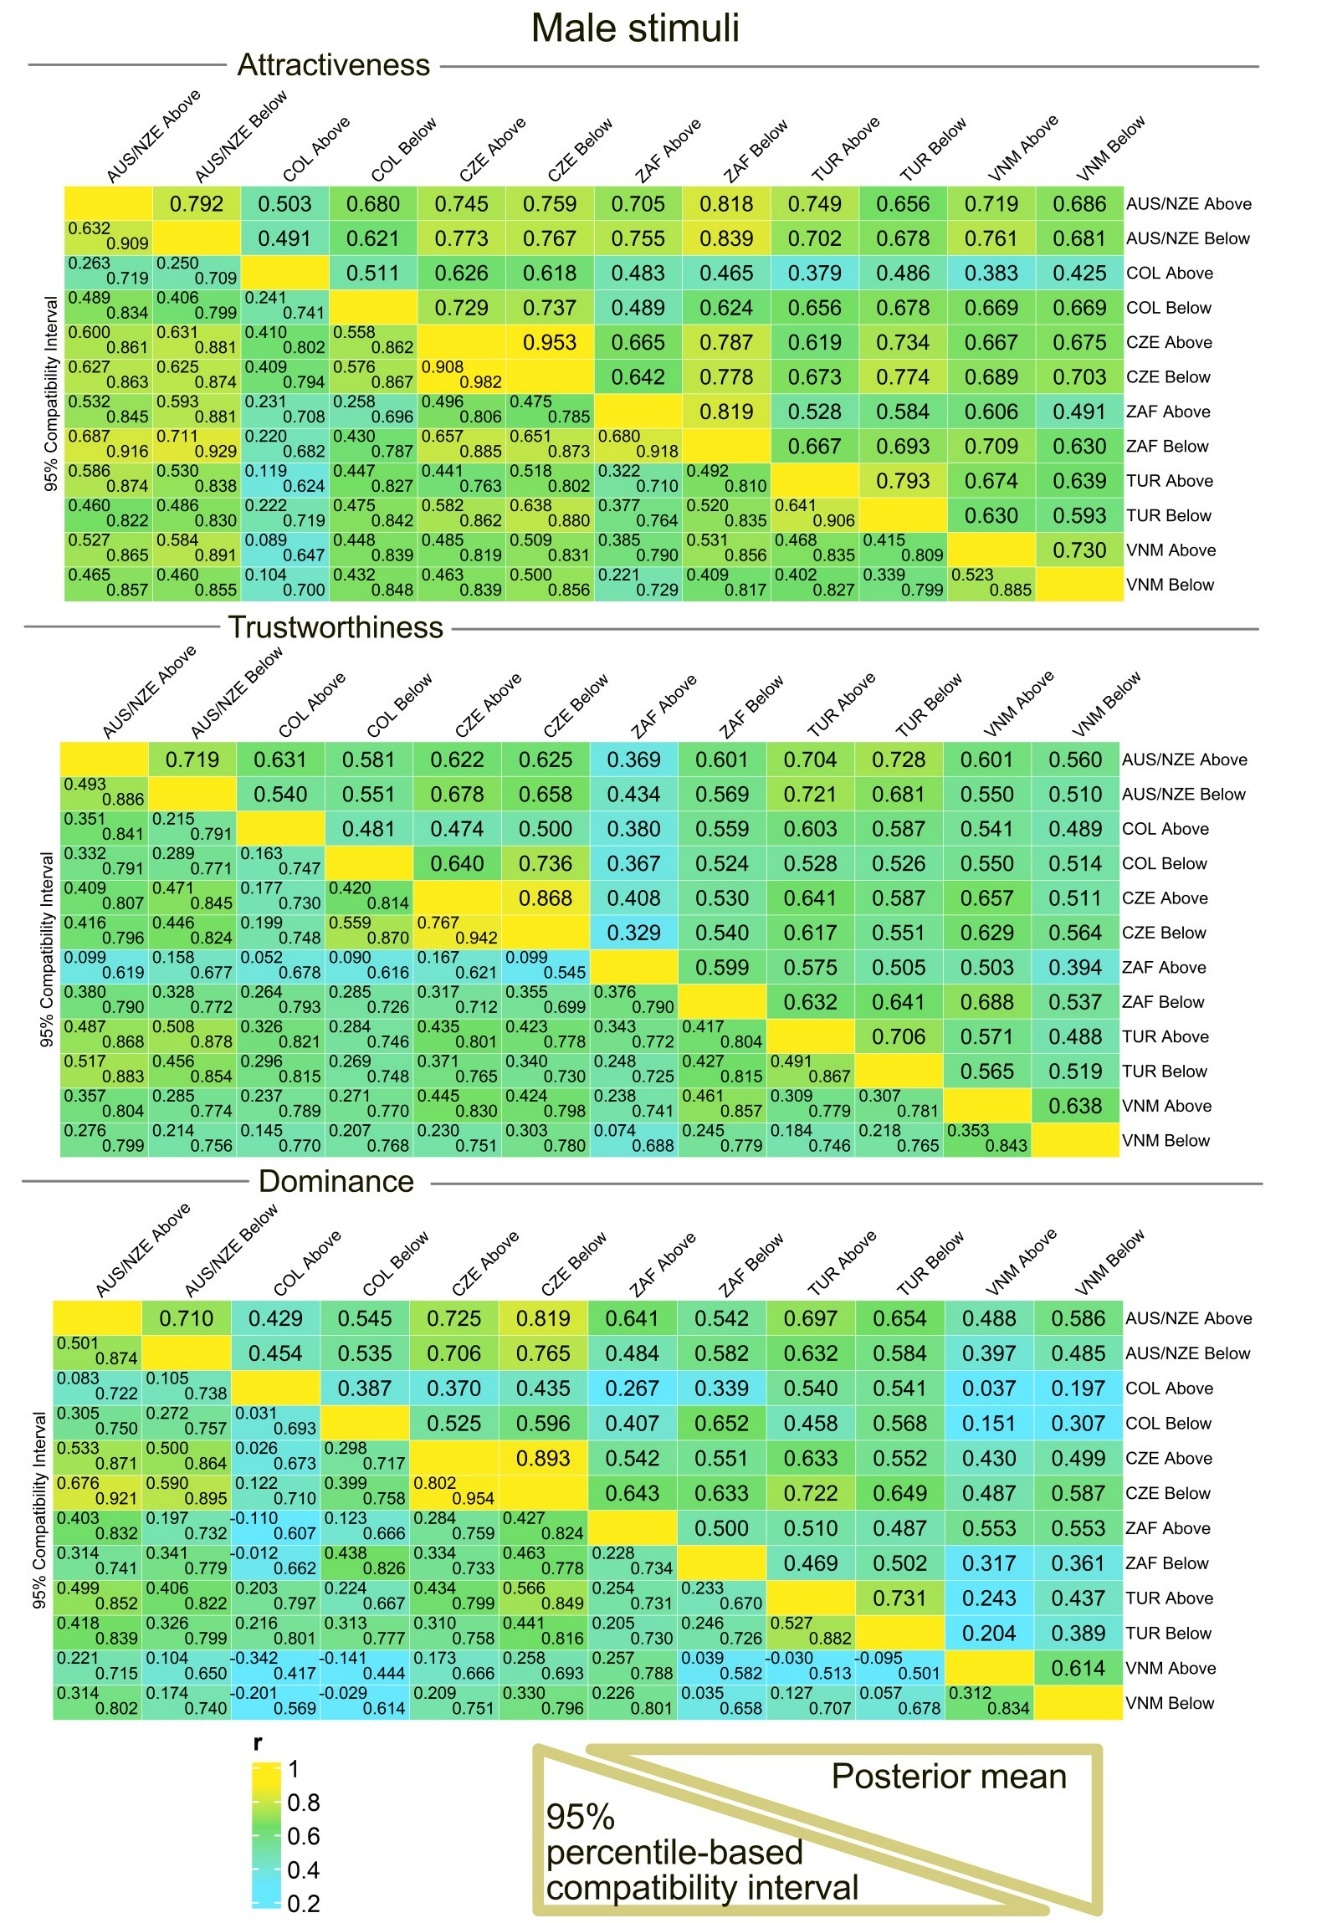 Male stimuli
Attractiveness
AUS/NZE Above AUS/NZE Below COL Above COL Below CZE Above CZE Below ZAF Above ZAF Below TUR Above TUR Below VNM Above VNM Below
0.792 0.503 0.680 0.745 0.759 0.705 0.818 0.749 0.656 0.719 0.686 AUS/NZE Above
0.632 0.909 0.491 0.621 0.773 0.767 0.755 0.839 0.702 0.678 0.761 0.681 AUS/NZE Below
0.263 0.719 0.250 0.709 0.511 0.626 0.618 0.483 0.465 0.379 0.486 0.383 0.425 COL Above
0.489 0.834 0.406 0.799 0.241 0.741 0.729 0.737 0.489 0.624 0.656 0.678 0.669 0.669 COL Below
0.600 0.861 0.631 0.881 0.410 0.802 0.558 0.862 0.953 0.665 0.787 0.619 0.734 0.667 0.675 CZE Above
0.627 0.863 0.625 0.874 0.409 0.794 0.576 0.867 0.908 0.982 0.642 0.778 0.673 0.774 0.689 0.703 CZE Below
0.532 0.845 0.593 0.881 0.231 0.708 0.258 0.696 0.496 0.806 0.475 0.785 0.819 0.528 0.584 0.606 0.491 ZAF Above
0.687 0.916 0.711 0.929 0.220 0.682 0.430 0.787 0.657 0.885 0.651 0.873 0.680 0.918 0.667 0.693 0.709 0.630 ZAF Below
0.586 0.874 0.530 0.838 0.119 0.624 0.447 0.827 0.441 0.763 0.518 0.802 0.322 0.710 0.492 0.810 0.793 0.674 0.639 TUR Above
0.460 0.822 0.486 0.830 0.222 0.719 0.475 0.842 0.582 0.862 0.638 0.880 0.377 0.764 0.520 0.835 0.641 0.906 0.630 0.593 TUR Below
0.527 0.865 0.584 0.891 0.089 0.647 0.448 0.839 0.485 0.819 0.509 0.831 0.385 0.790 0.531 0.856 0.468 0.835 0.415 0.809 0.730 VNM Above
0.465 0.857 0.460 0.855 0.104 0.700 0.432 0.848 0.463 0.839 0.500 0.856 0.221 0.729 0.409 0.817 0.402 0.827 0.339 0.799 0.523 0.885 VNM Below
95% Compatibility Interval
Trustworthiness
AUS/NZE Above AUS/NZE Below COL Above COL Below CZE Above CZE Below ZAF Above ZAF Below TUR Above TUR Below VNM Above VNM Below
0.719 0.631 0.581 0.622 0.625 0.369 0.601 0.704 0.728 0.601 0.560 AUS/NZE Above
0.493 0.886 0.540 0.551 0.678 0.658 0.434 0.569 0.721 0.681 0.550 0.510 AUS/NZE Below
0.351 0.841 0.215 0.791 0.481 0.474 0.500 0.380 0.559 0.603 0.587 0.541 0.489 COL Above
0.332 0.791 0.289 0.771 0.163 0.747 0.640 0.736 0.367 0.524 0.528 0.526 0.550 0.514 COL Below
0.409 0.807 0.471 0.845 0.177 0.730 0.420 0.814 0.868 0.408 0.530 0.641 0.587 0.657 0.511 CZE Above
0.416 0.796 0.446 0.824 0.199 0.748 0.559 0.870 0.767 0.942 0.329 0.540 0.617 0.551 0.629 0.564 CZE Below
0.099 0.619 0.158 0.677 0.052 0.678 0.090 0.616 0.167 0.621 0.099 0.545 0.599 0.575 0.505 0.503 0.394 ZAF Above
0.380 0.790 0.328 0.772 0.264 0.793 0.285 0.726 0.317 0.712 0.355 0.699 0.376 0.790 0.632 0.641 0.688 0.537 ZAF Below
0.487 0.868 0.508 0.878 0.326 0.821 0.284 0.746 0.435 0.801 0.423 0.778 0.343 0.772 0.417 0.804 0.706 0.571 0.488 TUR Above
0.517 0.883 0.456 0.854 0.296 0.815 0.269 0.748 0.371 0.765 0.340 0.730 0.248 0.725 0.427 0.815 0.491 0.867 0.565 0.519 TUR Below
0.357 0.804 0.285 0.774 0.237 0.789 0.271 0.770 0.445 0.830 0.424 0.798 0.238 0.741 0.461 0.857 0.309 0.779 0.307 0.781 0.638 VNM Above
0.276 0.799 0.214 0.756 0.145 0.770 0.207 0.768 0.230 0.751 0.303 0.780 0.074 0.688 0.245 0.779 0.184 0.746 0.218 0.765 0.353 0.843 VNM Below
95% Compatibility Interval
Dominance
AUS/NZE Above AUS/NZE Below COL Above COL Below CZE Above CZE Below ZAF Above ZAF Below TUR Above TUR Below VNM Above VNM Below
0.710 0.429 0.545 0.725 0.819 0.641 0.542 0.697 0.654 0.488 0.586 AUS/NZE Above
0.501 0.874 0.454 0.535 0.706 0.765 0.484 0.582 0.632 0.584 0.397 0.485 AUS/NZE Below
0.083 0.722 0.105 0.738 0.387 0.370 0.435 0.267 0.339 0.540 0.541 0.037 0.197 COL Above
0.305 0.750 0.272 0.757 0.031 0.693 0.525 0.596 0.407 0.652 0.458 0.568 0.151 0.307 COL Below
0.533 0.871 0.500 0.864 0.026 0.673 0.298 0.717 0.893 0.542 0.551 0.633 0.552 0.430 0.499 CZE Above
0.676 0.921 0.590 0.895 0.122 0.710 0.399 0.758 0.802 0.954 0.643 0.633 0.722 0.649 0.487 0.587 CZE Below
0.403 0.832 0.197 0.732 -0.110 0.607 0.123 0.666 0.284 0.759 0.427 0.824 0.500 0.510 0.487 0.553 0.553 ZAF Above
0.314 0.741 0.341 0.779 -0.012 0.662 0.438 0.826 0.334 0.733 0.463 0.778 0.228 0.734 0.469 0.502 0.317 0.361 ZAF Below
0.499 0.852 0.406 0.822 0.203 0.797 0.224 0.667 0.434 0.799 0.566 0.849 0.254 0.731 0.233 0.670 0.731 0.243 0.437 TUR Above
0.418 0.839 0.326 0.799 0.216 0.801 0.313 0.777 0.310 0.758 0.441 0.816 0.205 0.730 0.246 0.726 0.527 0.882 0.204 0.389 TUR Below
0.221 0.715 0.104 0.650 -0.342 0.417 -0.141 0.444 0.173 0.666 0.258 0.693 0.257 0.788 0.039 0.582 -0.030 0.513 -0.095 0.501 0.614 VNM Above
0.314 0.802 0.174 0.740 -0.201 0.569 -0.029 0.614 0.209 0.751 0.330 0.796 0.226 0.801 0.035 0.658 0.127 0.707 0.057 0.678 0.312 0.834 VNM Below
95% Compatibility Interval
r
1
0.8
0.6
0.4
0.2
Posterior mean
95%
percentile-based
compatibility interval